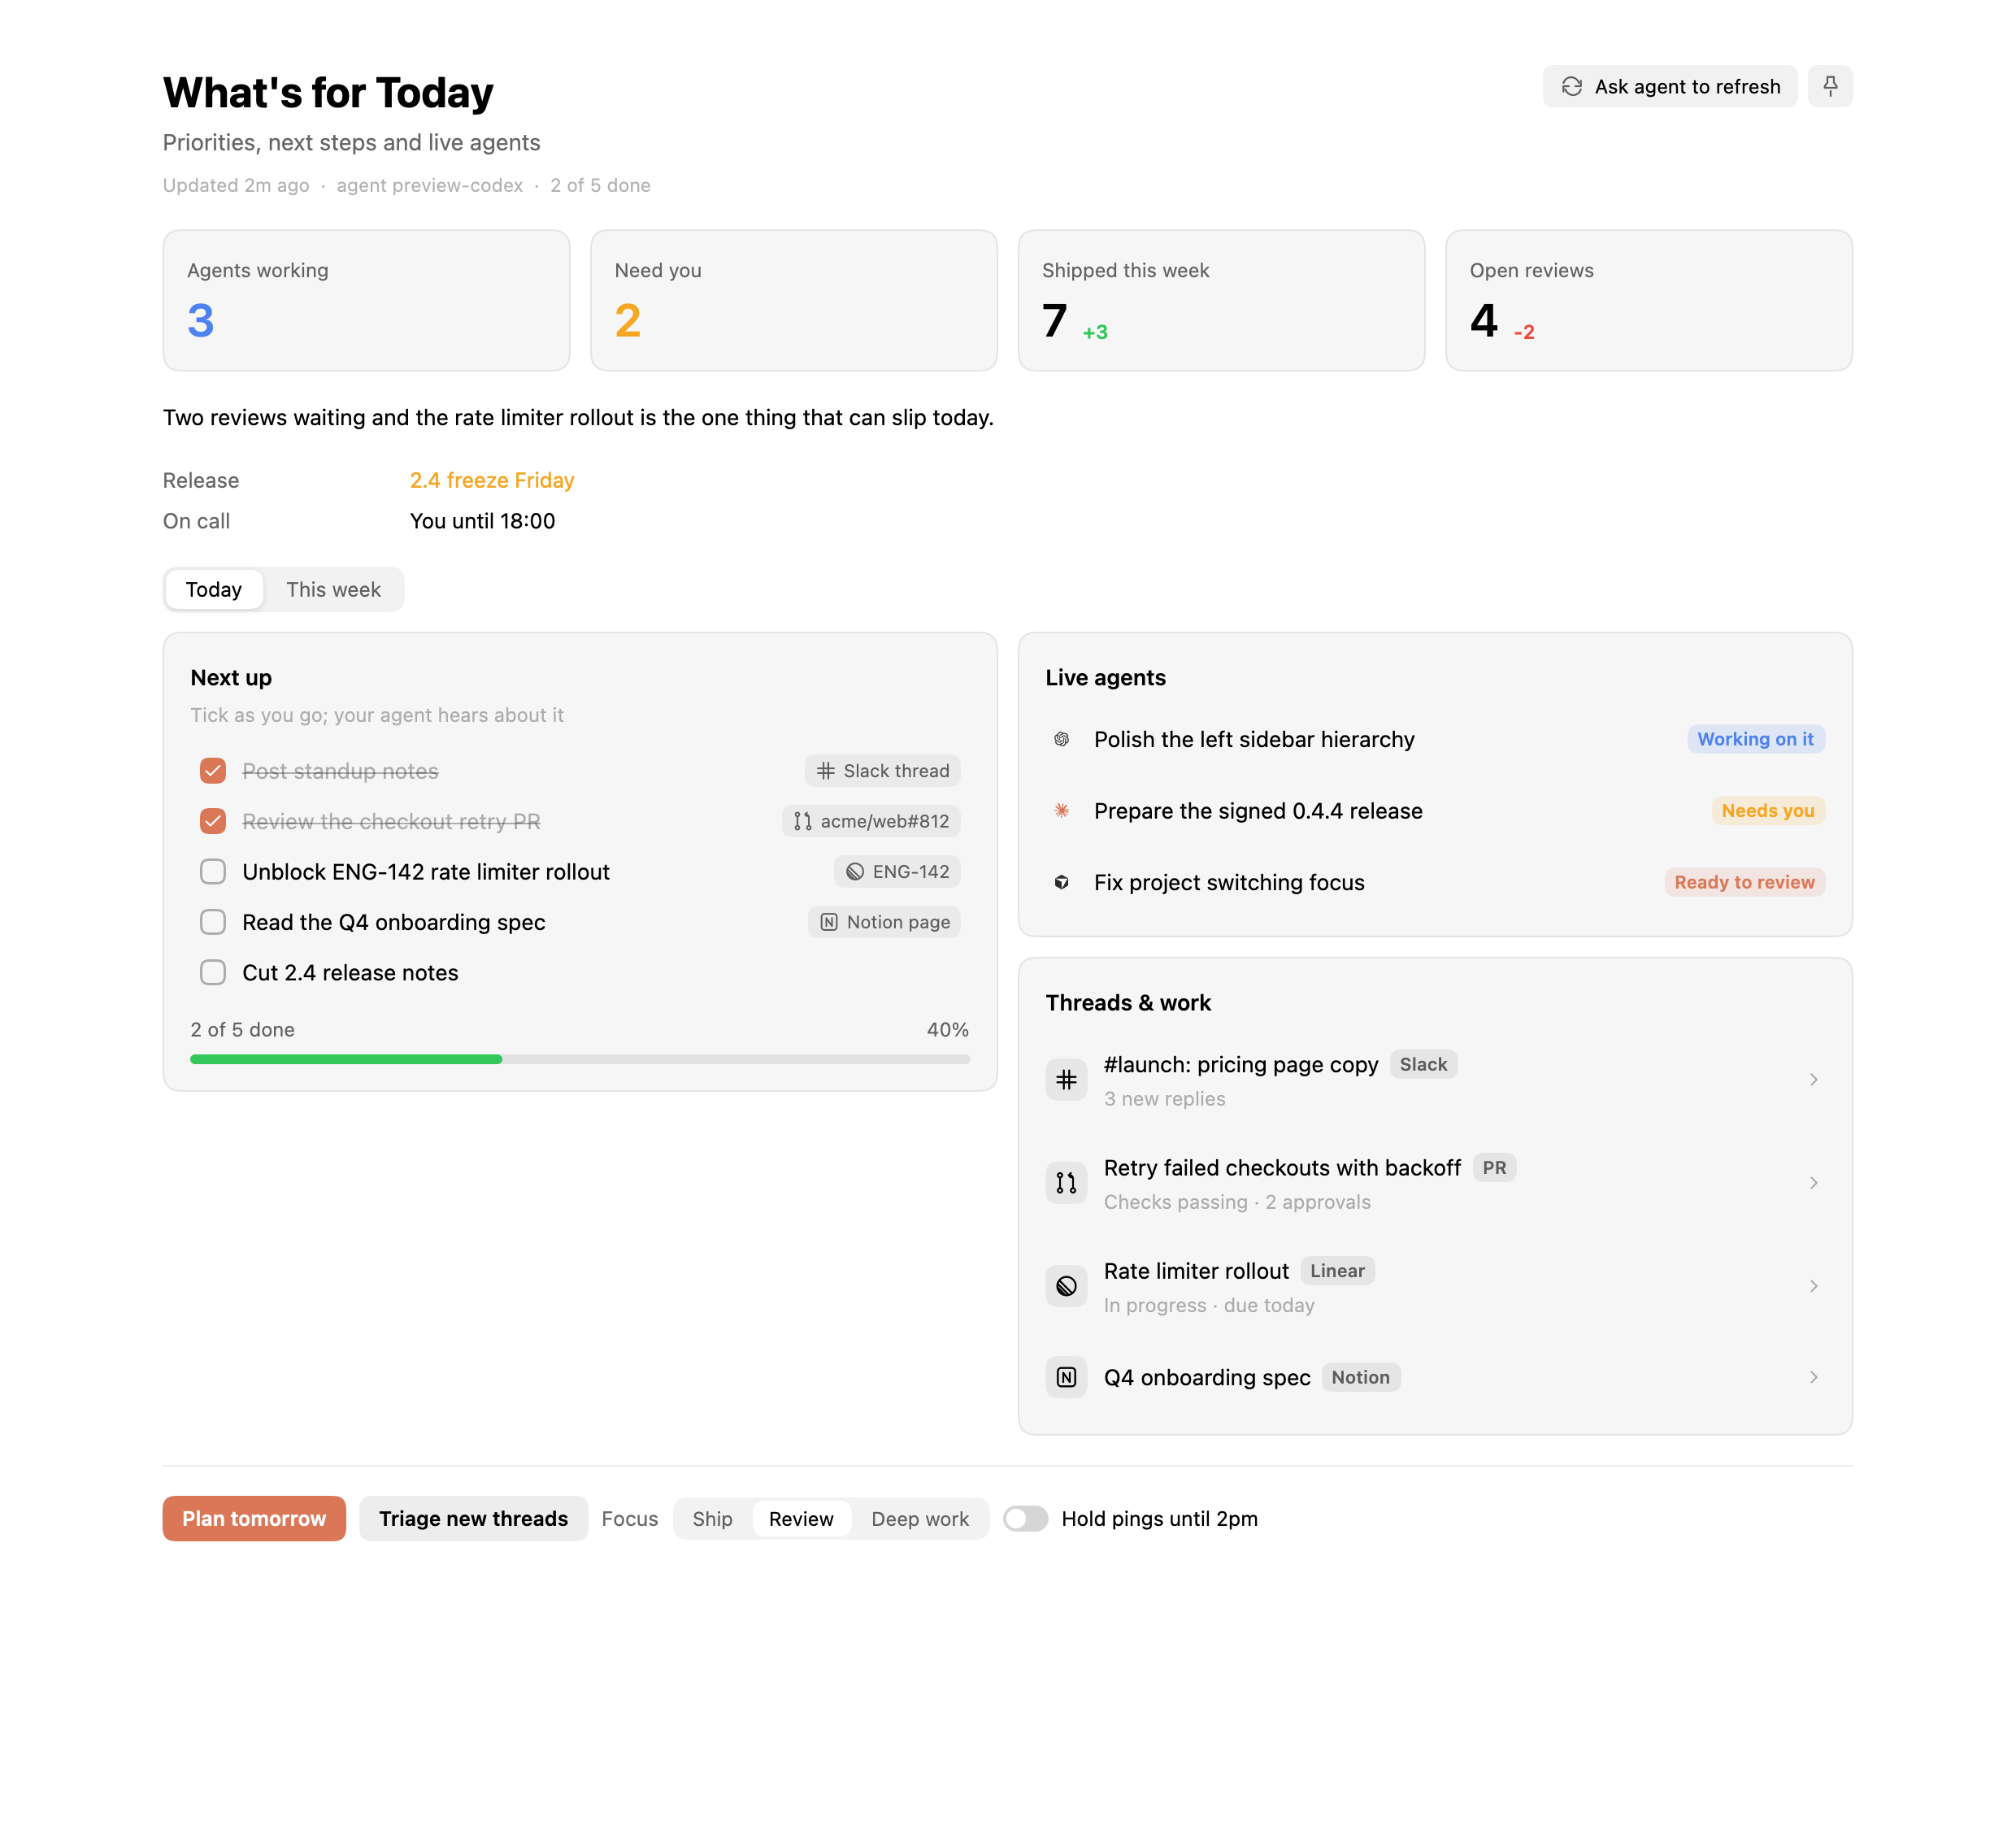 What's for Today
Ask agent to refresh
Priorities, next steps and live agents
Updated 2m ago · agent preview-codex · 2 of 5 done
Agents working
3
Need you
2
Shipped this week
7 +3
Open reviews
4 -2
Two reviews waiting and the rate limiter rollout is the one thing that can slip today.
Release 2.4 freeze Friday
On call You until 18:00
Today This week
Next up
Tick as you go; your agent hears about it
Post standup notes Slack thread
Review the checkout retry PR acme/web#812
Unblock ENG-142 rate limiter rollout ENG-142
Read the Q4 onboarding spec Notion page
Cut 2.4 release notes
2 of 5 done 40%
Live agents
Polish the left sidebar hierarchy Working on it
Prepare the signed 0.4.4 release Needs you
Fix project switching focus Ready to review
Threads & work
#launch: pricing page copy Slack
3 new replies
Retry failed checkouts with backoff PR
Checks passing · 2 approvals
Rate limiter rollout Linear
In progress · due today
Q4 onboarding spec Notion
Plan tomorrow Triage new threads Focus Ship Review Deep work Hold pings until 2pm